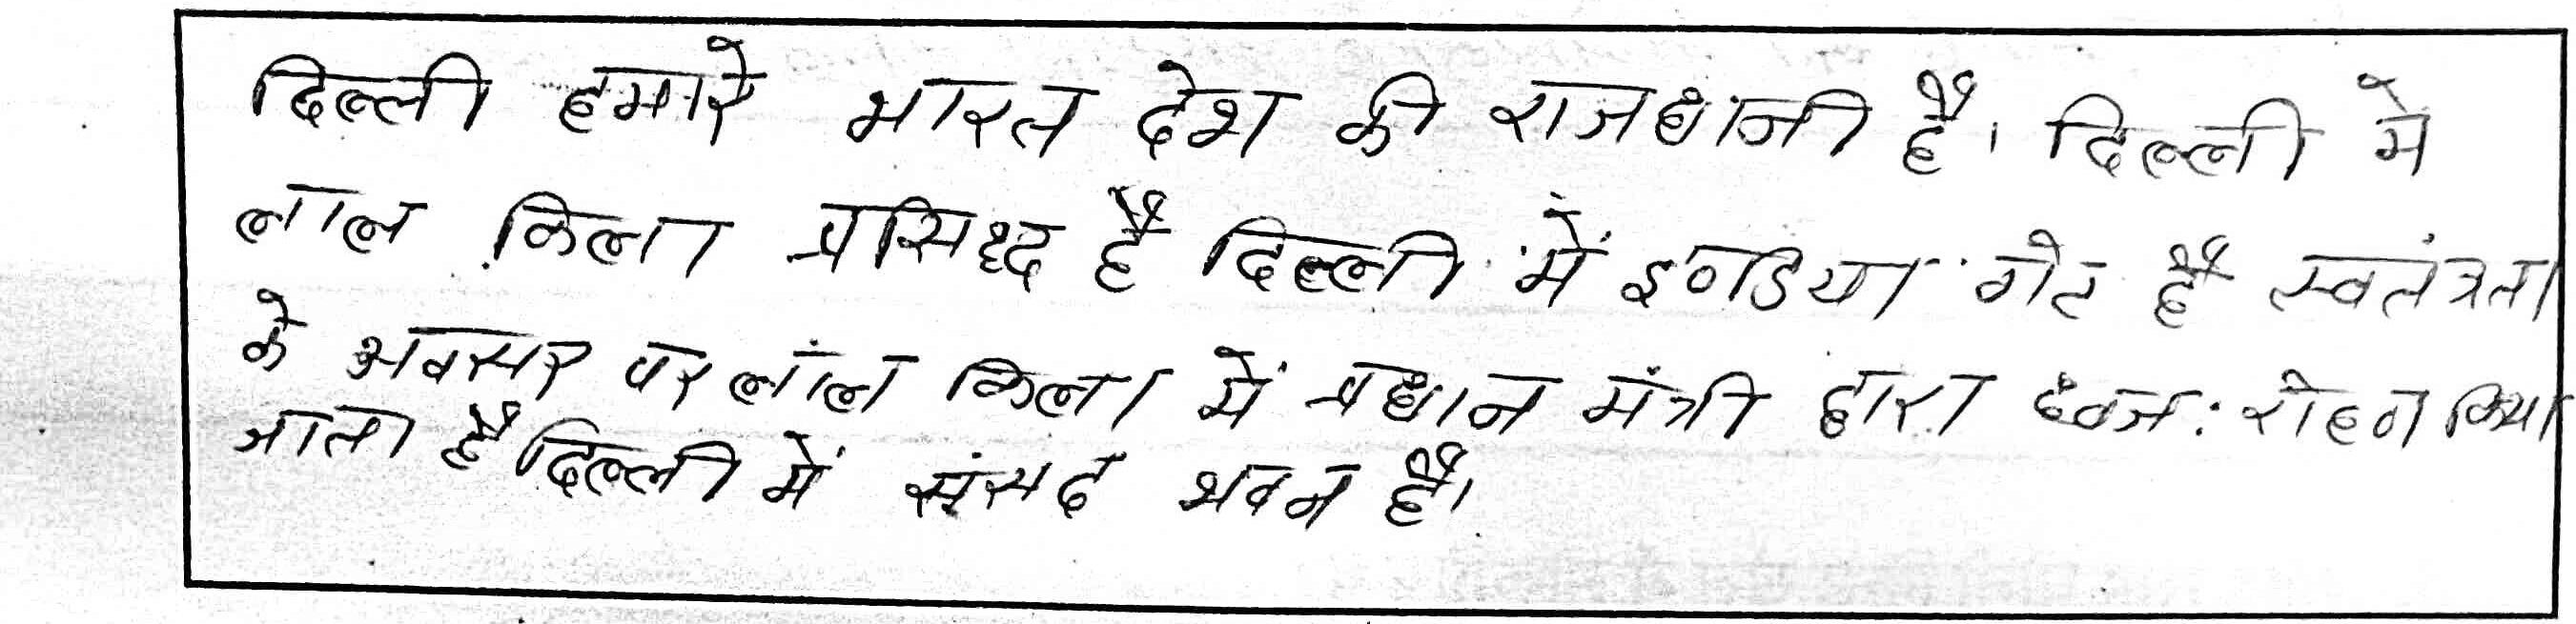 दिल्ली हमारे भारत देश की राजधानी है। दिल्ली मे
लाल किला प्रसिध्द है दिल्ली में इण्डिया गेट है स्वतंत्रता
के अवसर पर लाल किला में प्रधान मंत्री द्वारा ध्वज: रोहण किया
जाता है दिल्ली में संसद भवन है।